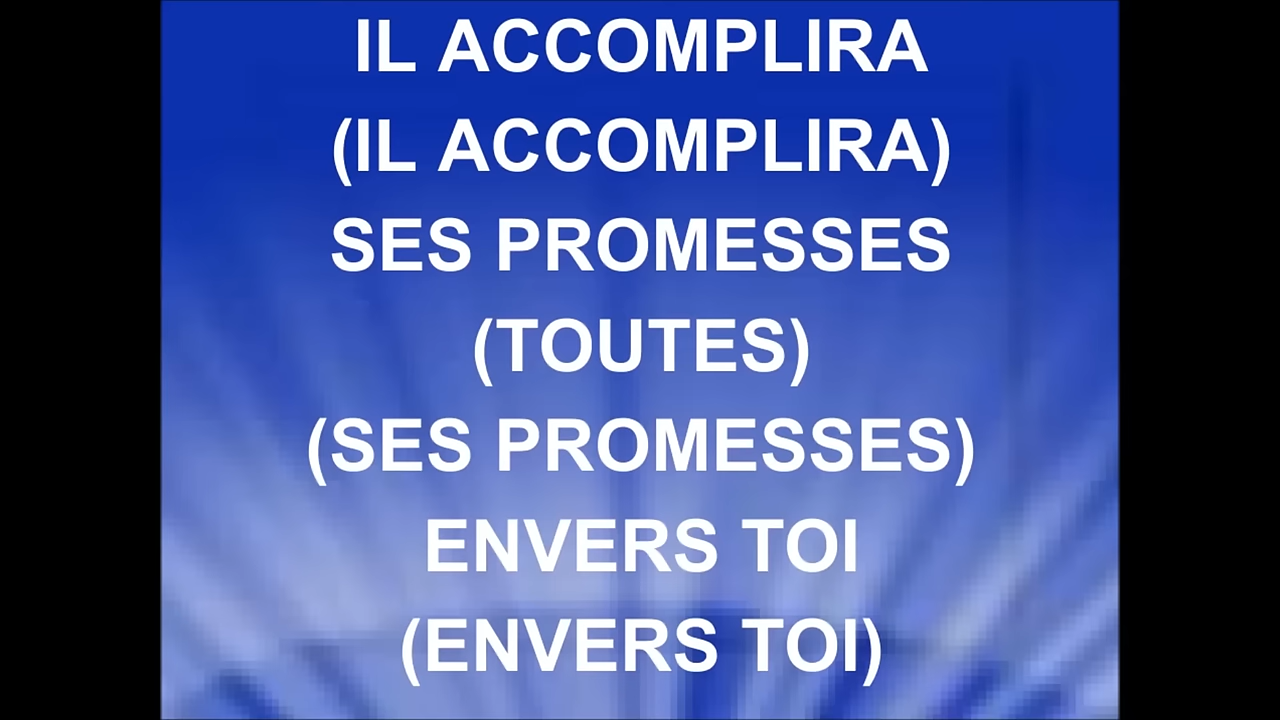 IL ACCOMPLIRA
(IL ACCOMPLIRA)
SES PROMESSES
(TOUTES)
(SES PROMESSES)
ENVERS TOI
(ENVERS TOI)